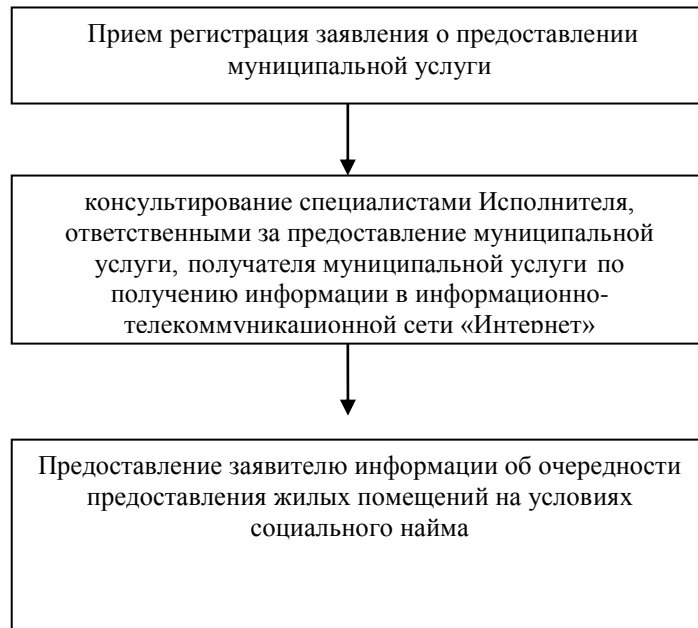 Прием регистрация заявления о предоставлении
муниципальной услуги
консультирование специалистами Исполнителя,
ответственными за предоставление муниципальной
услуги, получателя муниципальной услуги по
получению информации в информационно-
телекоммуникационной сети «Интернет»
Предоставление заявителю информации об очередности
предоставления жилых помещений на условиях
социального найма